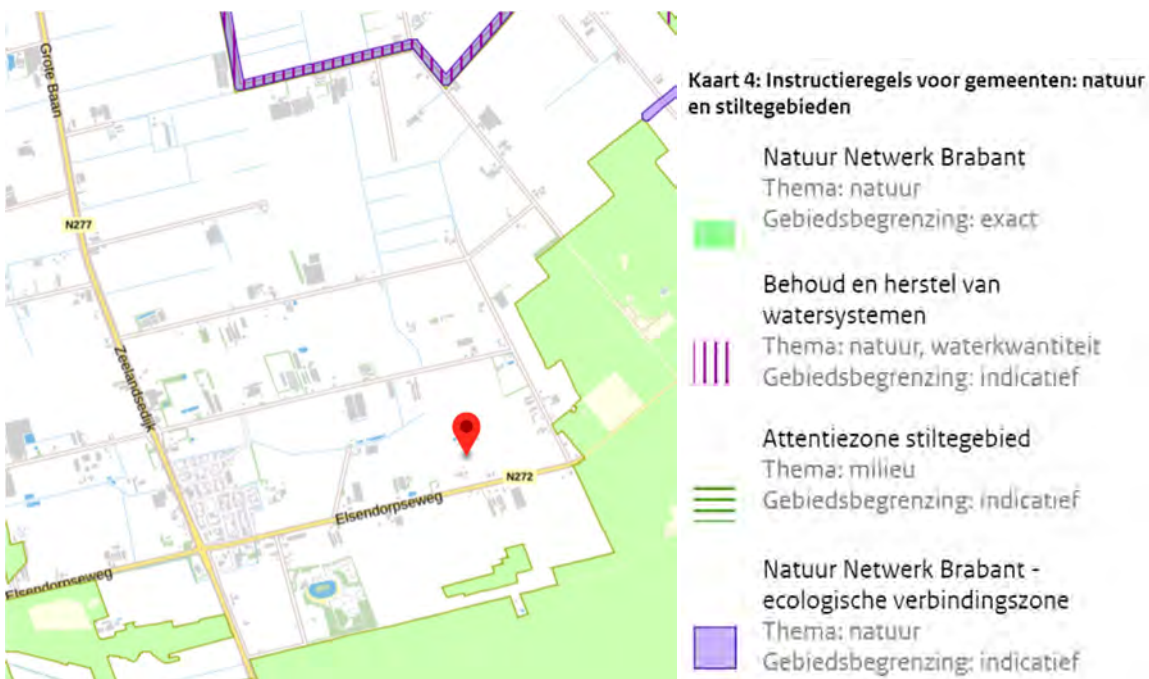 Grote Baan
N277
Zeelandsedijk
N272
Elsendorpseweg
Elsendorpseweg
Kaart 4: Instructieregels voor gemeenten: natuur
en stiltegebieden
Natuur Netwerk Brabant
Thema: natuur
Gebiedsbegrenzing: exact
Behoud en herstel van
watersystemen
Thema: natuur, waterkwantiteit
Gebiedsbegrenzing: indicatief
Attentiezone stiltegebied
Thema: milieu
Gebiedsbegrenzing: indicatief
Natuur Netwerk Brabant -
ecologische verbindingszone
Thema: natuur
Gebiedsbegrenzing: indicatief